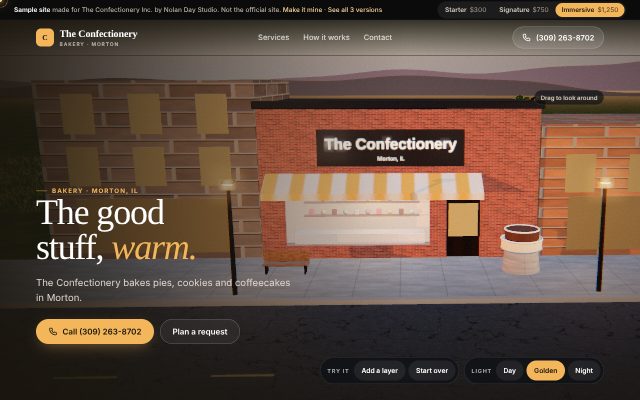 Sample site made for The Confectionery Inc. by Nolan Day Studio. Not the official site. Make it mine · See all 3 versions
Starter $300 Signature $750 Immersive $1,250
C The Confectionery
BAKERY · MORTON
Services How it works Contact
(309) 263-8702
Drag to look around
The Confectionery
Morton, IL
BAKERY · MORTON, IL
The good
stuff, warm.
The Confectionery bakes pies, cookies and coffeecakes
in Morton.
Call (309) 263-8702 Plan a request
TRY IT Add a layer Start over LIGHT Day Golden Night